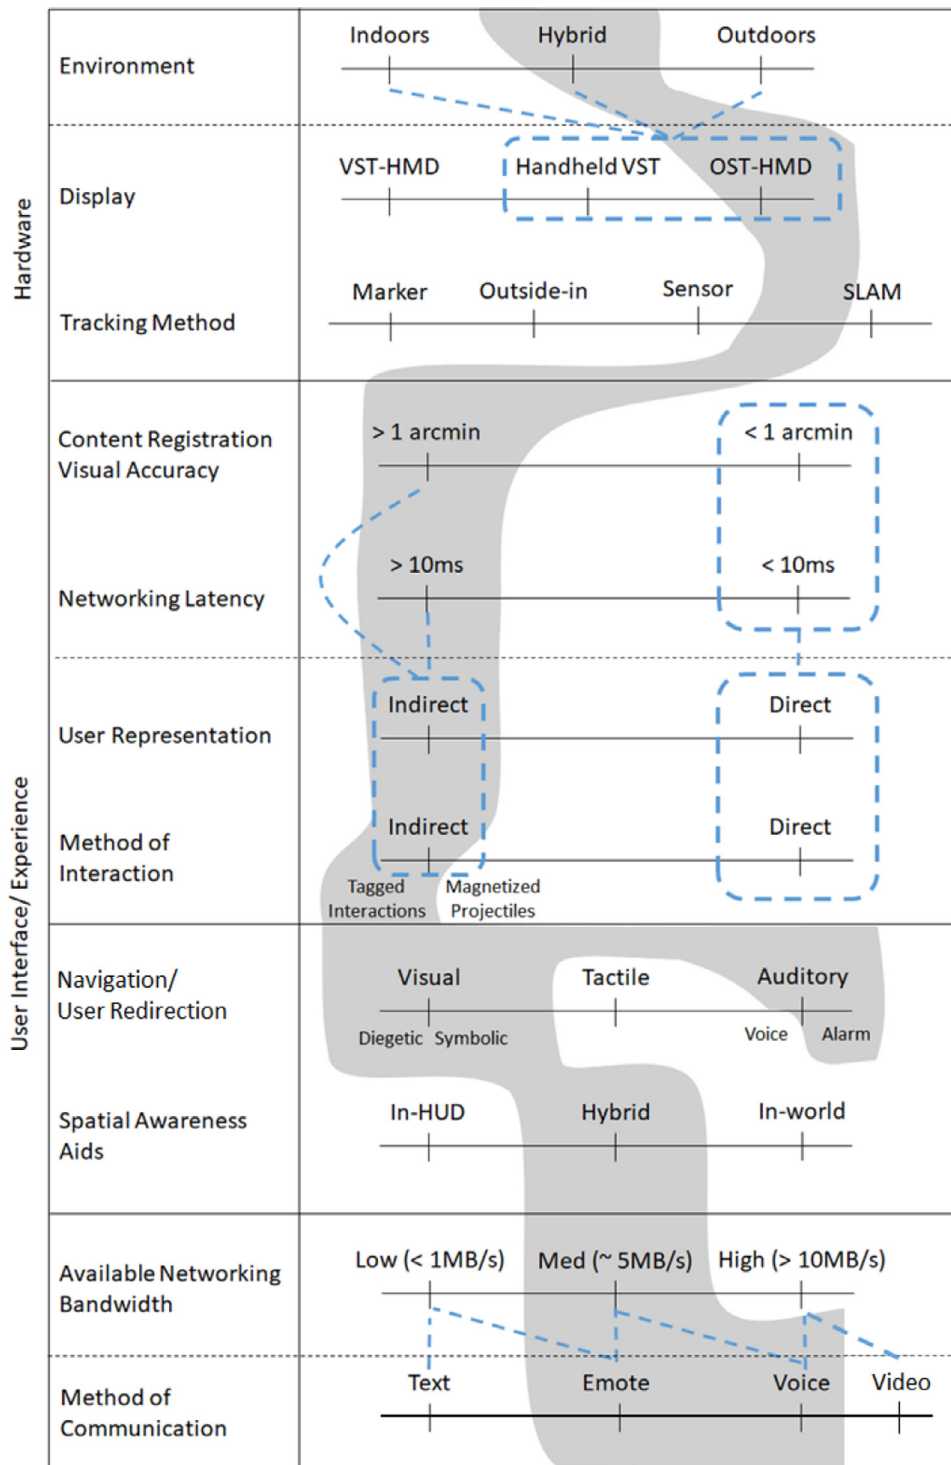 Hardware
User Interface/ Experience
Environment
Indoors Hybrid Outdoors
Display
VST-HMD Handheld VST OST-HMD
Tracking Method
Marker Outside-in Sensor SLAM
Content Registration
Visual Accuracy
> 1 arcmin < 1 arcmin
Networking Latency
> 10ms < 10ms
User Representation
Indirect Direct
Method of
Interaction
Indirect Direct
Tagged Magnetized
Interactions Projectiles
Navigation/
User Redirection
Visual Tactile Auditory
Diegetic Symbolic Voice Alarm
Spatial Awareness
Aids
In-HUD Hybrid In-world
Available Networking
Bandwidth
Low (< 1MB/s) Med (~ 5MB/s) High (> 10MB/s)
Method of
Communication
Text Emote Voice Video